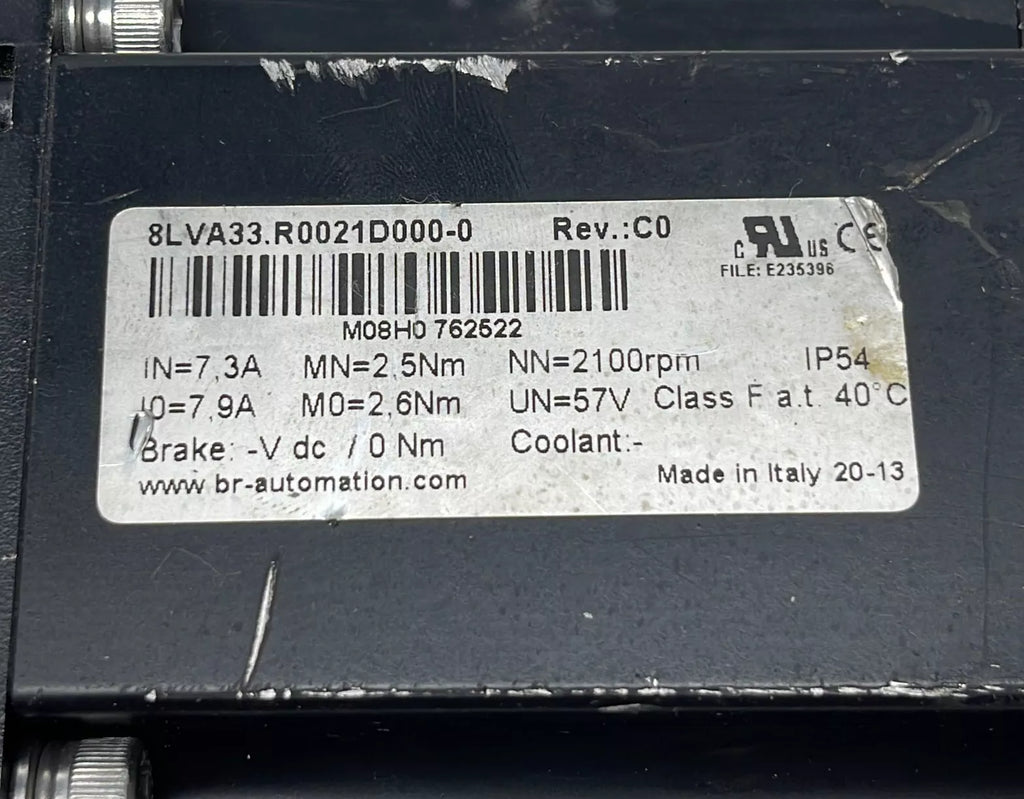 8LVA33.R0021D000-0 Rev.:C0
c RU US CE
FILE: E235396
M08H0 762522
IN=7,3A MN=2,5Nm NN=2100rpm IP54
I0=7,9A M0=2,6Nm UN=57V Class F a.t. 40°C
Brake: -V dc / 0 Nm Coolant:-
www.br-automation.com
Made in Italy 20-13